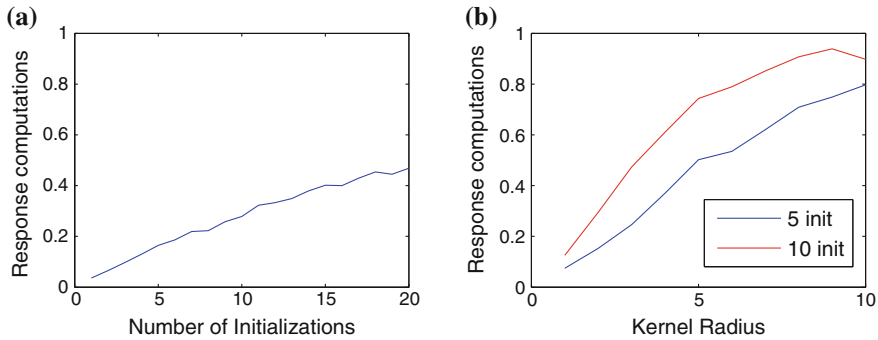 (a)
1
0.8
0.6
0.4
0.2
0
Response computations
0
5
10
15
20
Number of Initializations
(b)
1
0.8
0.6
0.4
0.2
0
Response computations
5 init
10 init
0
5
10
Kernel Radius